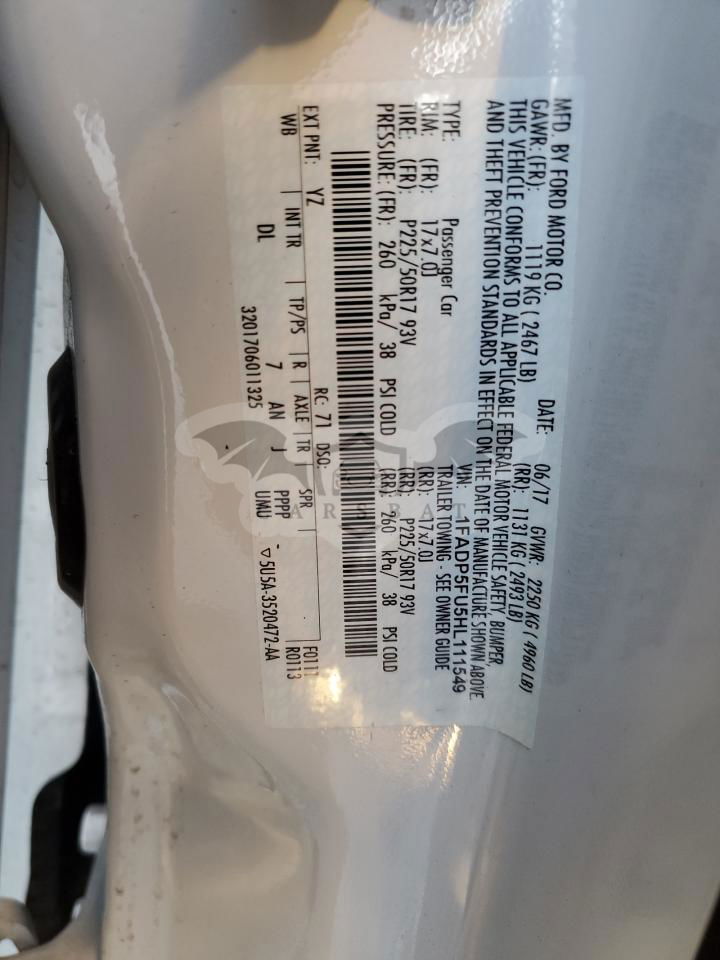 MFD. BY FORD MOTOR CO.
DATE: 06/17 GVWR: 2250 KG ( 4960 LB)
GAWR: (FR): 1119 KG ( 2467 LB) (RR): 1131 KG ( 2493 LB)
THIS VEHICLE CONFORMS TO ALL APPLICABLE FEDERAL MOTOR VEHICLE SAFETY, BUMPER,
AND THEFT PREVENTION STANDARDS IN EFFECT ON THE DATE OF MANUFACTURE SHOWN ABOVE.
VIN: 1FADP5FU5HL111549
TYPE: Passenger Car TRAILER TOWING - SEE OWNER GUIDE
RIM: (FR): 17x7.0J (RR): 17x7.0J
TIRE: (FR): P225/50R17 93V (RR): P225/50R17 93V
PRESSURE: (FR): 260 kPa/ 38 PSI COLD (RR): 260 kPa/ 38 PSI COLD
RC: 71 DSO: F0111
EXT PNT: YZ R0113
WB INT TR TP/PS R AXLE TR SPR
DL 7 AN J PPPP
UMU
3201706011325 5U5A-3520472-AA
CARSBAT